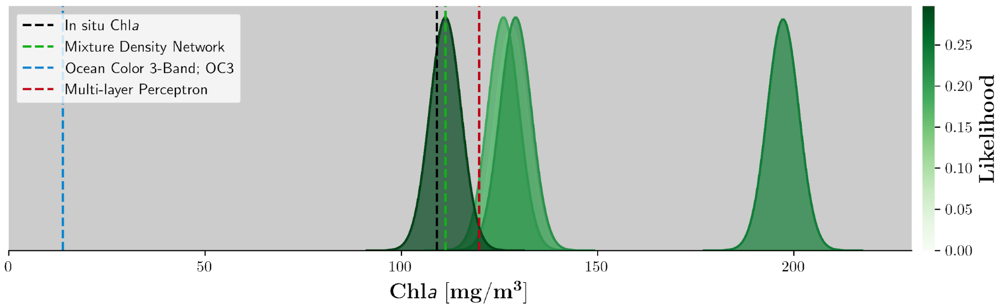 In situ Chla
Mixture Density Network
Ocean Color 3-Band; OC3
Multi-layer Perceptron
0
50
100
150
200
Chla [mg/m³]
0.25
0.20
0.15
0.10
0.05
0.00
Likelihood